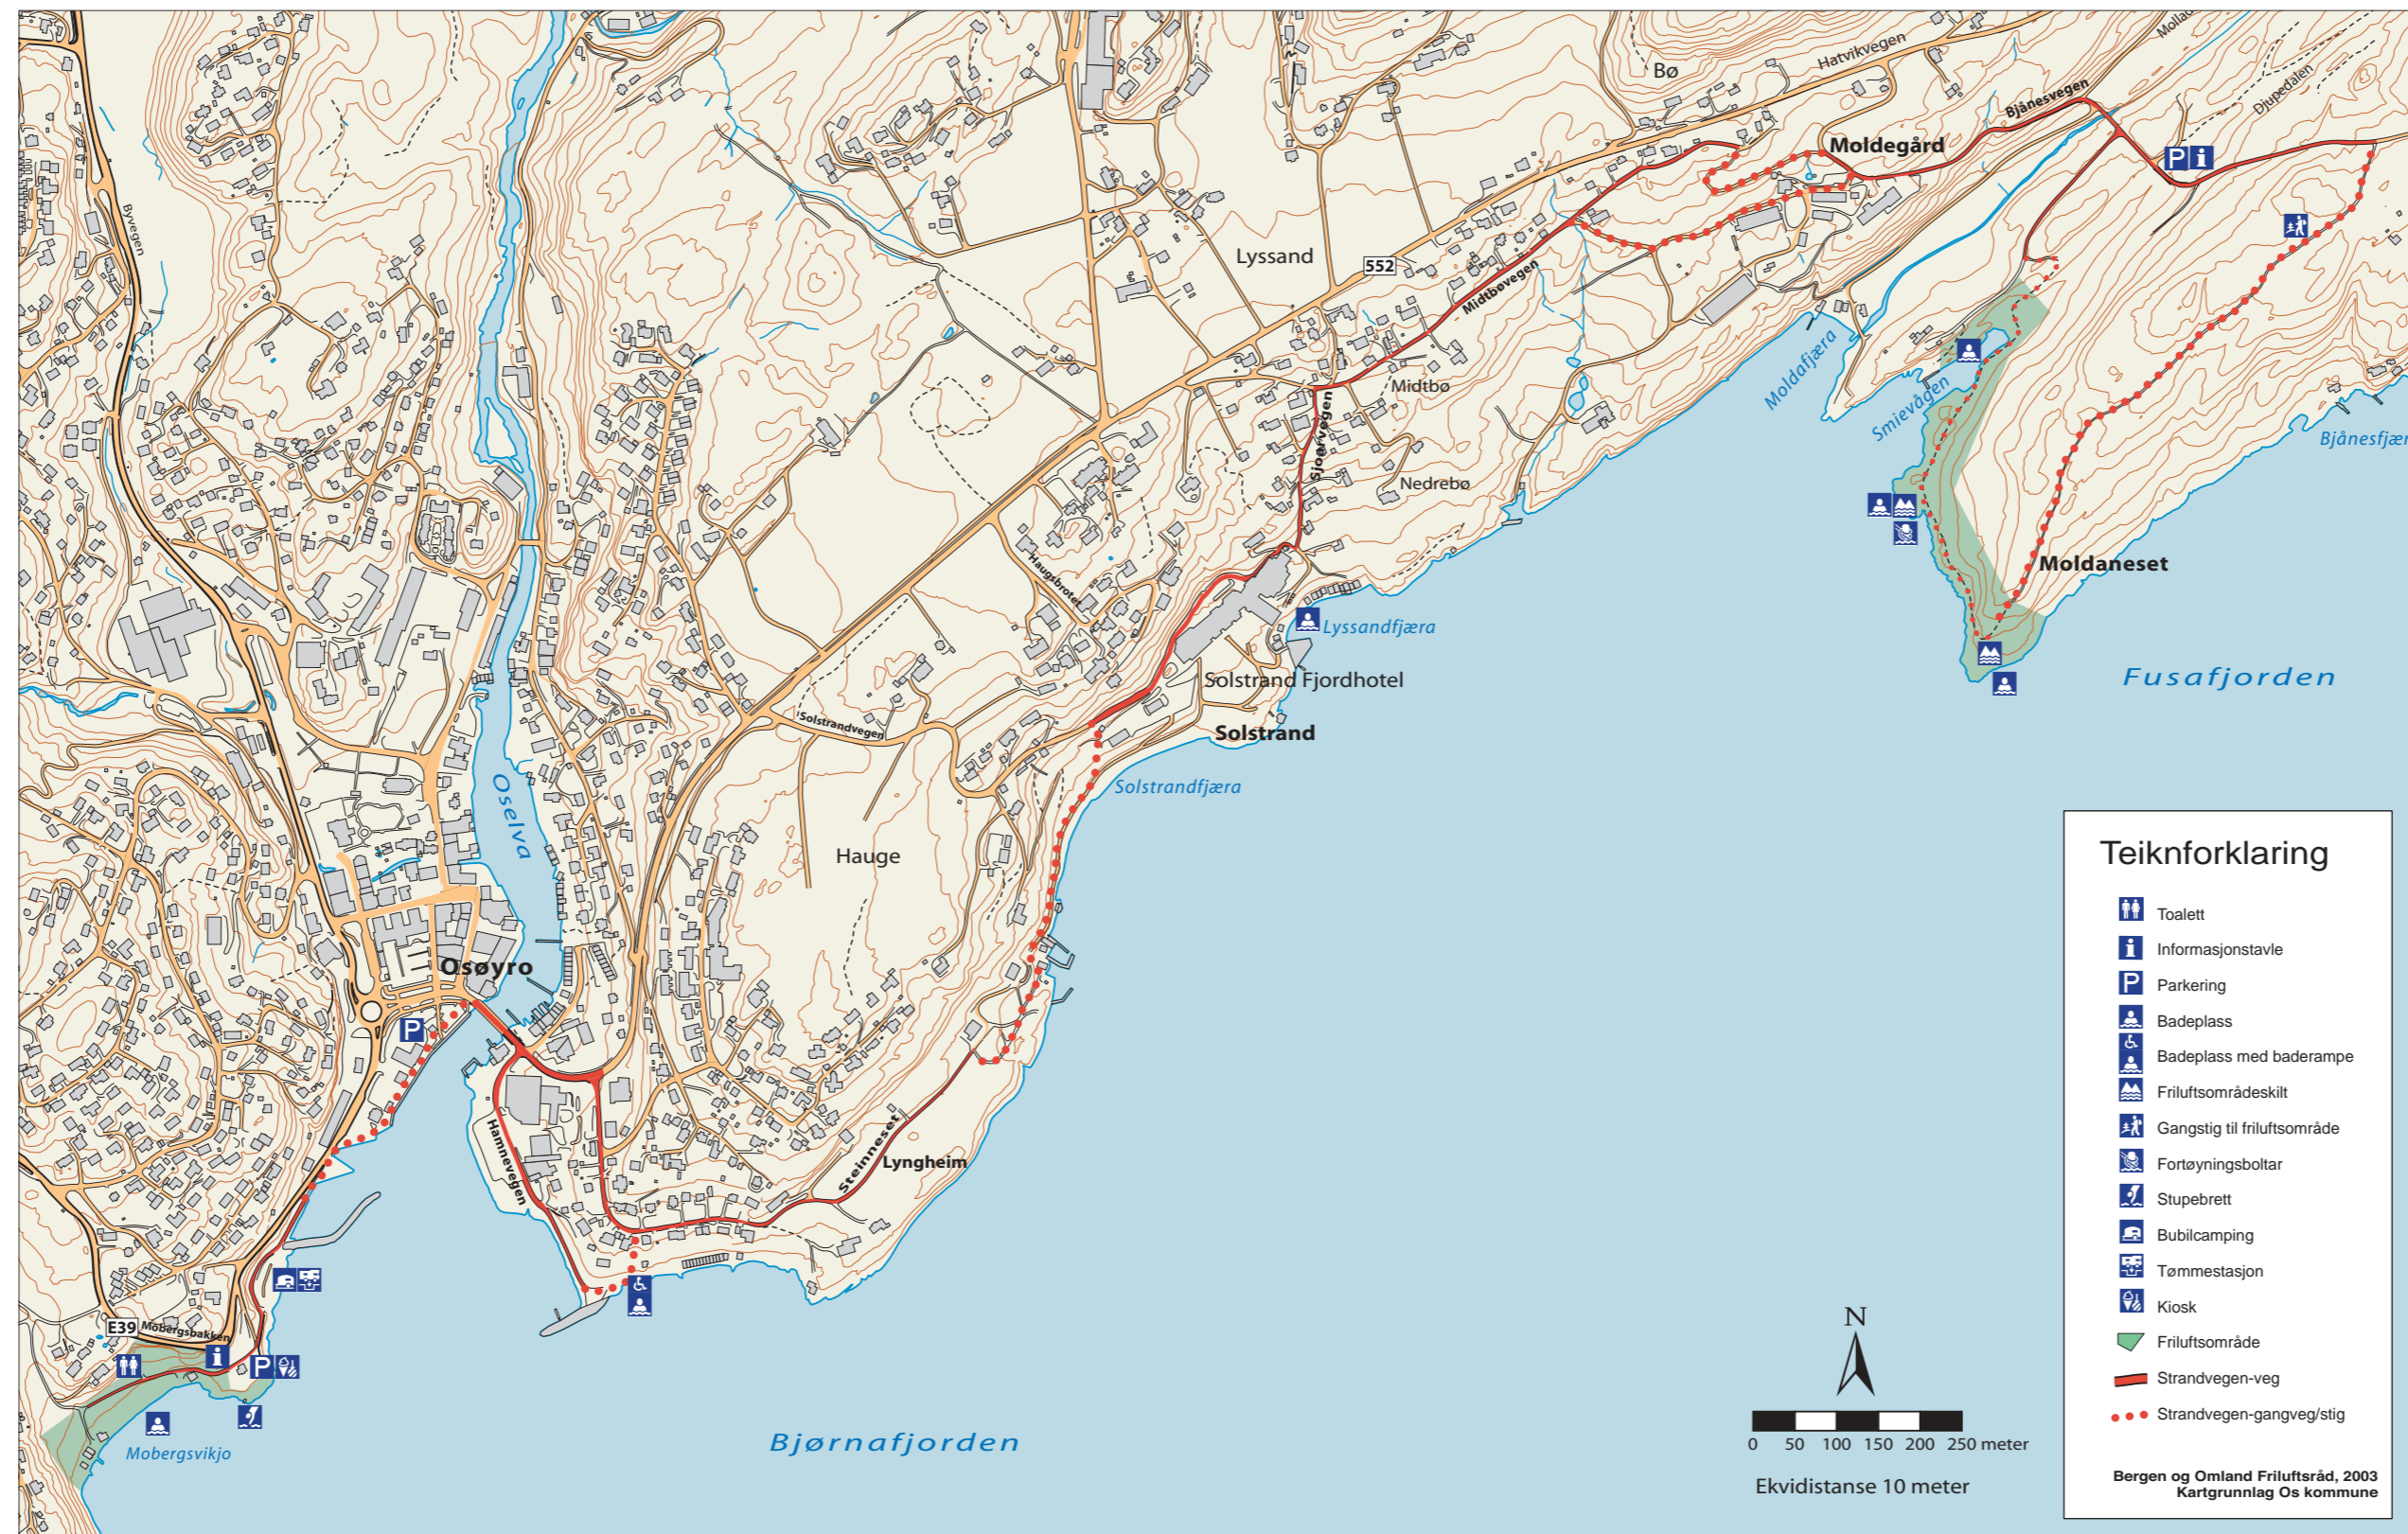 Bø
Hatvikvegen
Bjånesvegen
Djupedalen
Moldegård
Byvegen
Lyssand
552
Midtbøvegen
Midtbø
Sjoarvegen
Nedrebø
Moldafjæra
Smievågen
Bjånesfjær
Moldaneset
Haugsbrotet
Lyssandfjæra
Solstrand Fjordhotel
Solstrand
Fusafjorden
Solstrandvegen
Solstrandfjæra
Oselva
Hauge
Osøyro
P
P i
Hamnevegen
Steinneset
Lyngheim
E39
Mobergsbakken
i
P
Mobergsvikjo
Bjørnafjorden
N
0 50 100 150 200 250 meter
Ekvidistanse 10 meter
Teiknforklaring
Toalett
i Informasjonstavle
P Parkering
Badeplass
Badeplass med baderampe
Friluftsområdeskilt
Gangstig til friluftsområde
Fortøyningsboltar
Stupebrett
Bubilcamping
Tømmestasjon
Kiosk
Friluftsområde
Strandvegen-veg
Strandvegen-gangveg/stig
Bergen og Omland Friluftsråd, 2003
Kartgrunnlag Os kommune